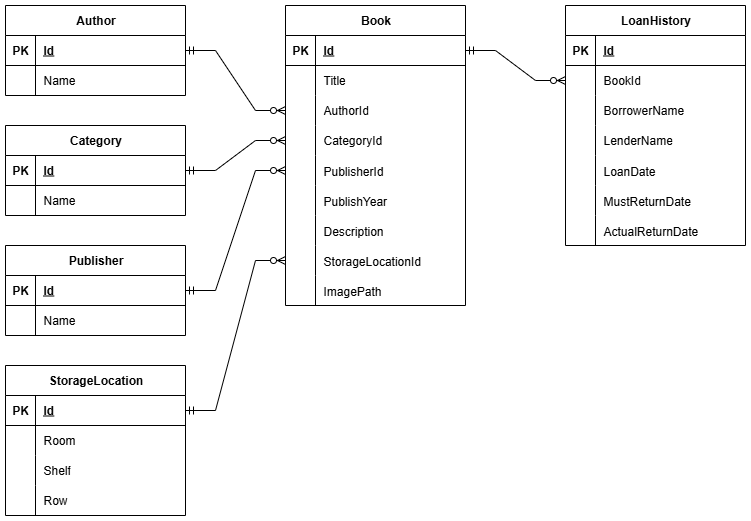 Author
PK Id
Name
Category
PK Id
Name
Publisher
PK Id
Name
StorageLocation
PK Id
Room
Shelf
Row
Book
PK Id
Title
AuthorId
CategoryId
PublisherId
PublishYear
Description
StorageLocationId
ImagePath
LoanHistory
PK Id
BookId
BorrowerName
LenderName
LoanDate
MustReturnDate
ActualReturnDate